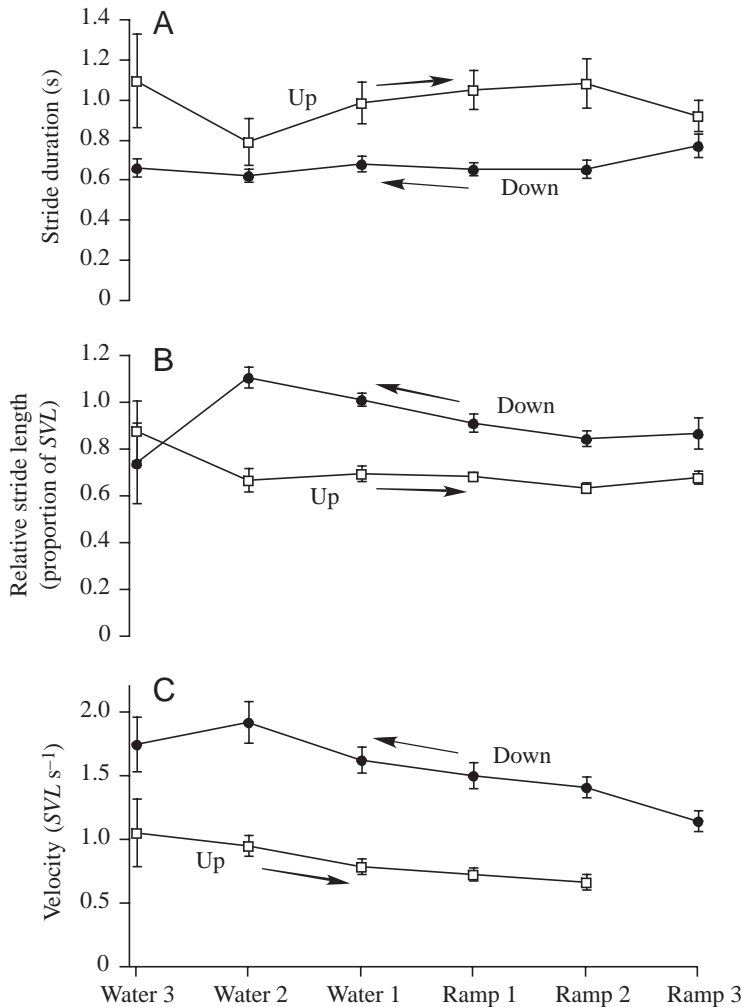 A
Stride duration (s)
1.4
1.2
1.0
0.8
0.6
0.4
0.2
0
Up
Down
B
Relative stride length
(proportion of SVL)
1.2
1.0
0.8
0.6
0.4
0.2
0
Down
Up
C
Velocity (SVL s⁻¹)
2.0
1.5
1.0
0.5
0
Down
Up
Water 3 Water 2 Water 1 Ramp 1 Ramp 2 Ramp 3